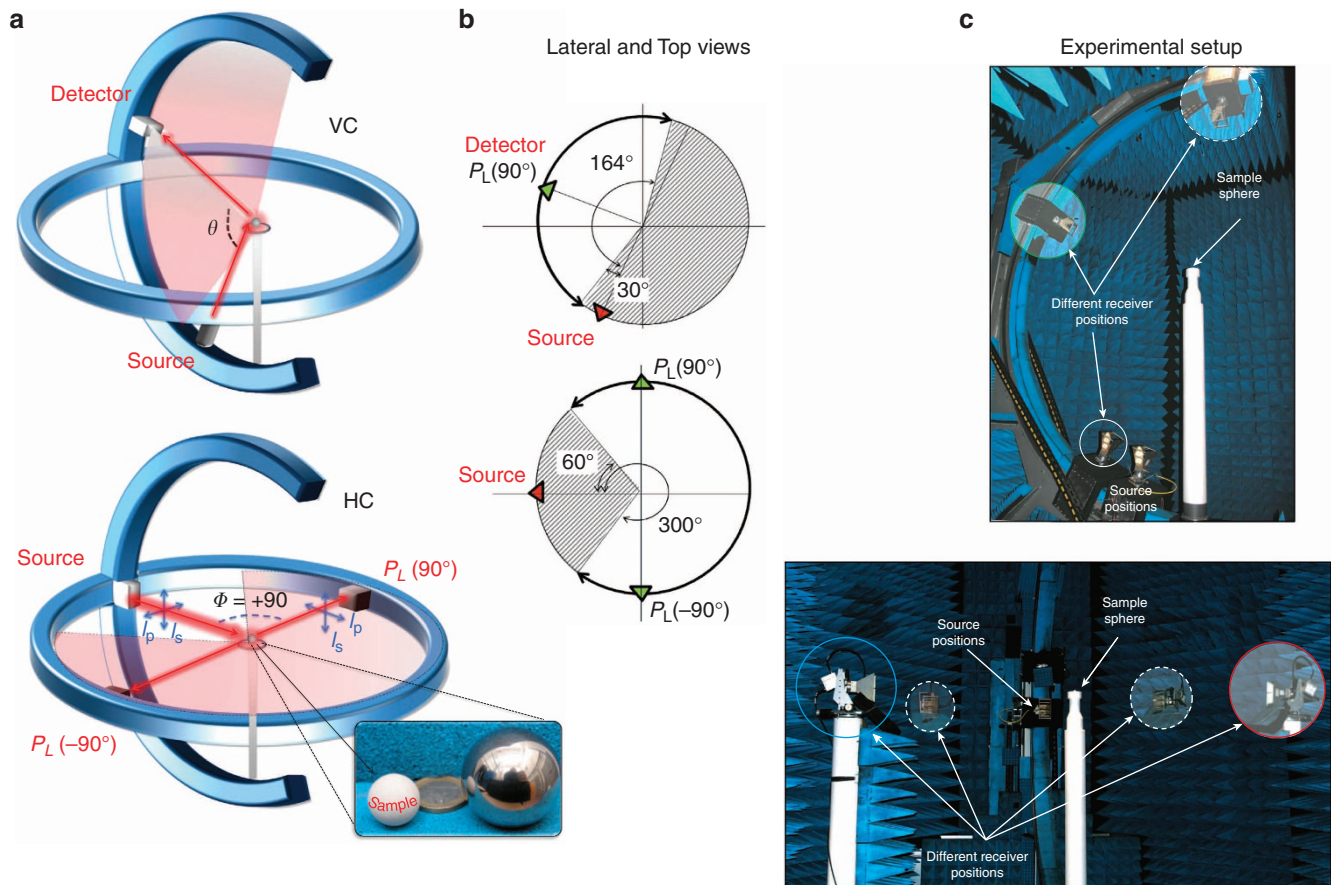 a
Detector
VC
θ
Source
HC
Source
P_L (90°)
Φ = +90
I_p I_s
I_s I_p
P_L (–90°)
Sample
b
Lateral and Top views
Detector
P_L(90°)
164°
30°
Source
P_L(90°)
60°
Source
300°
P_L(–90°)
c
Experimental setup
Sample
sphere
Different receiver
positions
Source
positions
Sample
sphere
Source
positions
Different receiver
positions